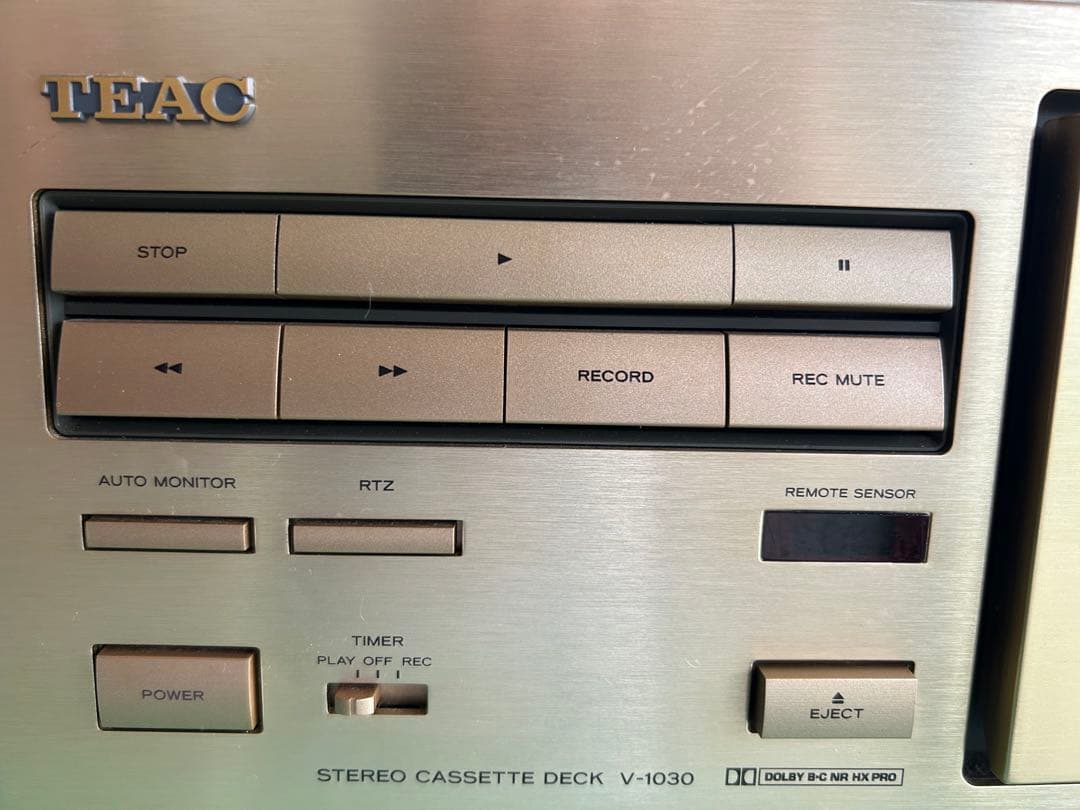 TEAC
STOP ▶ ⏸
◀◀ ▶▶ RECORD REC MUTE
AUTO MONITOR RTZ REMOTE SENSOR
TIMER
PLAY OFF REC
POWER
⏏
EJECT
STEREO CASSETTE DECK V-1030 DOLBY B·C NR HX PRO